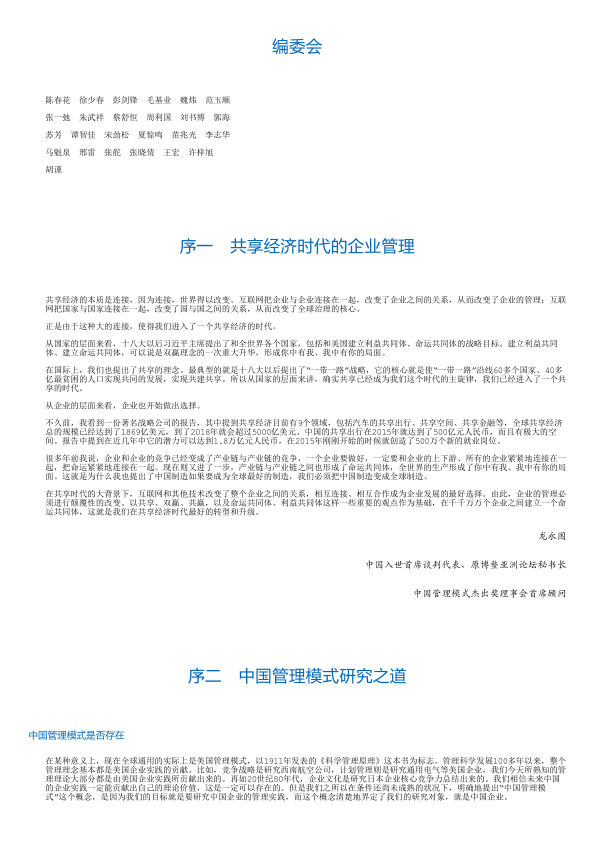 编委会
陈春花 徐少春 彭剑锋 毛基业 魏炜 范玉顺
张一弛 朱武祥 蔡舒恒 周利国 刘书博 郭海
苏芳 谭智佳 宋劲松 夏惊鸣 苗兆光 李志华
马魁泉 邢雷 张舵 张晓倩 王宏 许梓旭
胡谨
序一 共享经济时代的企业管理
共享经济的本质是连接，因为连接，世界得以改变。互联网把企业与企业连接在一起，改变了企业之间的关系，从而改变了企业的管理；互联
网把国家与国家连接在一起，改变了国与国之间的关系，从而改变了全球治理的核心。
正是由于这种大的连接，使得我们进入了一个共享经济的时代。
从国家的层面来看，十八大以后习近平主席提出了和全世界各个国家，包括和美国建立利益共同体、命运共同体的战略目标。建立利益共同
体、建立命运共同体，可以说是双赢理念的一次重大升华，形成你中有我、我中有你的局面。
在国际上，我们也提出了共享的理念。最典型的就是十八大以后提出了“一带一路”战略，它的核心就是使“一带一路”沿线60多个国家、40多
亿最贫困的人口实现共同的发展，实现共建共享。所以从国家的层面来讲，确实共享已经成为我们这个时代的主旋律，我们已经进入了一个共
享的时代。
从企业的层面来看，企业也开始做出选择。
不久前，我看到一份著名战略公司的报告，其中提到共享经济目前有9个领域，包括汽车的共享出行、共享空间、共享金融等，全球共享经济
总的规模已经达到了1869亿美元，到了2018年就会超过5000亿美元。中国的共享出行在2015年就达到了500亿元人民币，而且有极大的空
间。报告中提到在近几年中它的潜力可以达到1.8万亿元人民币，在2015年刚刚开始的时候就创造了500万个新的就业岗位。
很多年前我说，企业和企业的竞争已经变成了产业链与产业链的竞争，一个企业要做好，一定要和企业的上下游、所有的企业紧紧地连接在一
起，把命运紧紧地连接在一起。现在则又进了一步，产业链与产业链之间也形成了命运共同体，全世界的生产形成了你中有我、我中有你的局
面。这就是为什么我也提出了中国制造如果要成为全球最好的制造，我们必须把中国制造变成全球制造。
在共享时代的大背景下，互联网和其他技术改变了整个企业之间的关系，相互连接、相互合作成为企业发展的最好选择。由此，企业的管理必
须进行颠覆性的改变。以共享、双赢、共赢，以及命运共同体、利益共同体这样一些重要的观点作为基础，在千千万万个企业之间建立一个命
运共同体，这就是我们在共享经济时代最好的转型和升级。
龙永图
中国入世首席谈判代表、原博鳌亚洲论坛秘书长
中国管理模式杰出奖理事会首席顾问
序二 中国管理模式研究之道
中国管理模式是否存在
在某种意义上，现在全球通用的实际上是美国管理模式，以1911年发表的《科学管理原理》这本书为标志。管理科学发展100多年以来，整个
管理理念基本都是美国企业实践的贡献。比如，竞争战略是研究西南航空公司，计划管理则是研究通用电气等美国企业，我们今天所熟知的管
理理论大部分都是由美国企业实践所贡献出来的。再如20世纪80年代，企业文化是研究日本企业核心竞争力总结出来的。我们相信未来中国
的企业实践一定能贡献出自己的理论价值，这是一定可以存在的。但是我们之所以在条件还尚未成熟的状况下，明确地提出“中国管理模
式”这个概念，是因为我们的目标就是要研究中国企业的管理实践，而这个概念清楚地界定了我们的研究对象，就是中国企业。